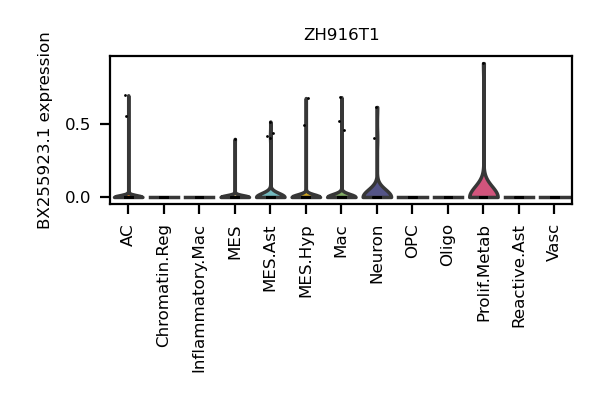 ZH916T1
BX255923.1 expression
0.5
0.0
AC
Chromatin.Reg
Inflammatory.Mac
MES
MES.Ast
MES.Hyp
Mac
Neuron
OPC
Oligo
Prolif.Metab
Reactive.Ast
Vasc